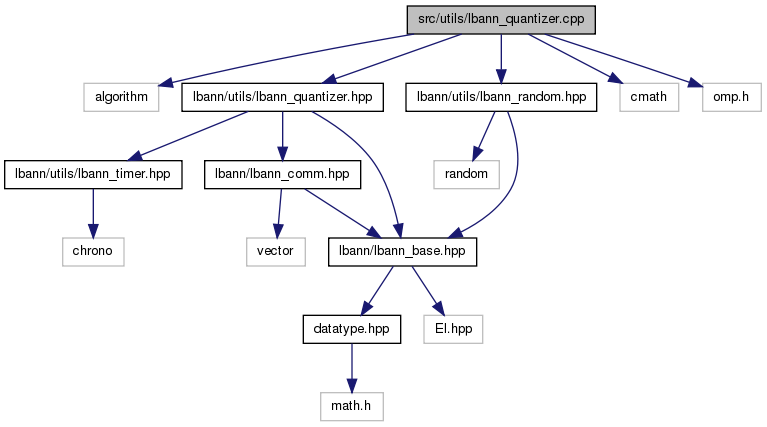 src/utils/lbann_quantizer.cpp
algorithm
lbann/utils/lbann_quantizer.hpp
lbann/utils/lbann_random.hpp
cmath
omp.h
lbann/utils/lbann_timer.hpp
lbann/lbann_comm.hpp
random
chrono
vector
lbann/lbann_base.hpp
datatype.hpp
El.hpp
math.h